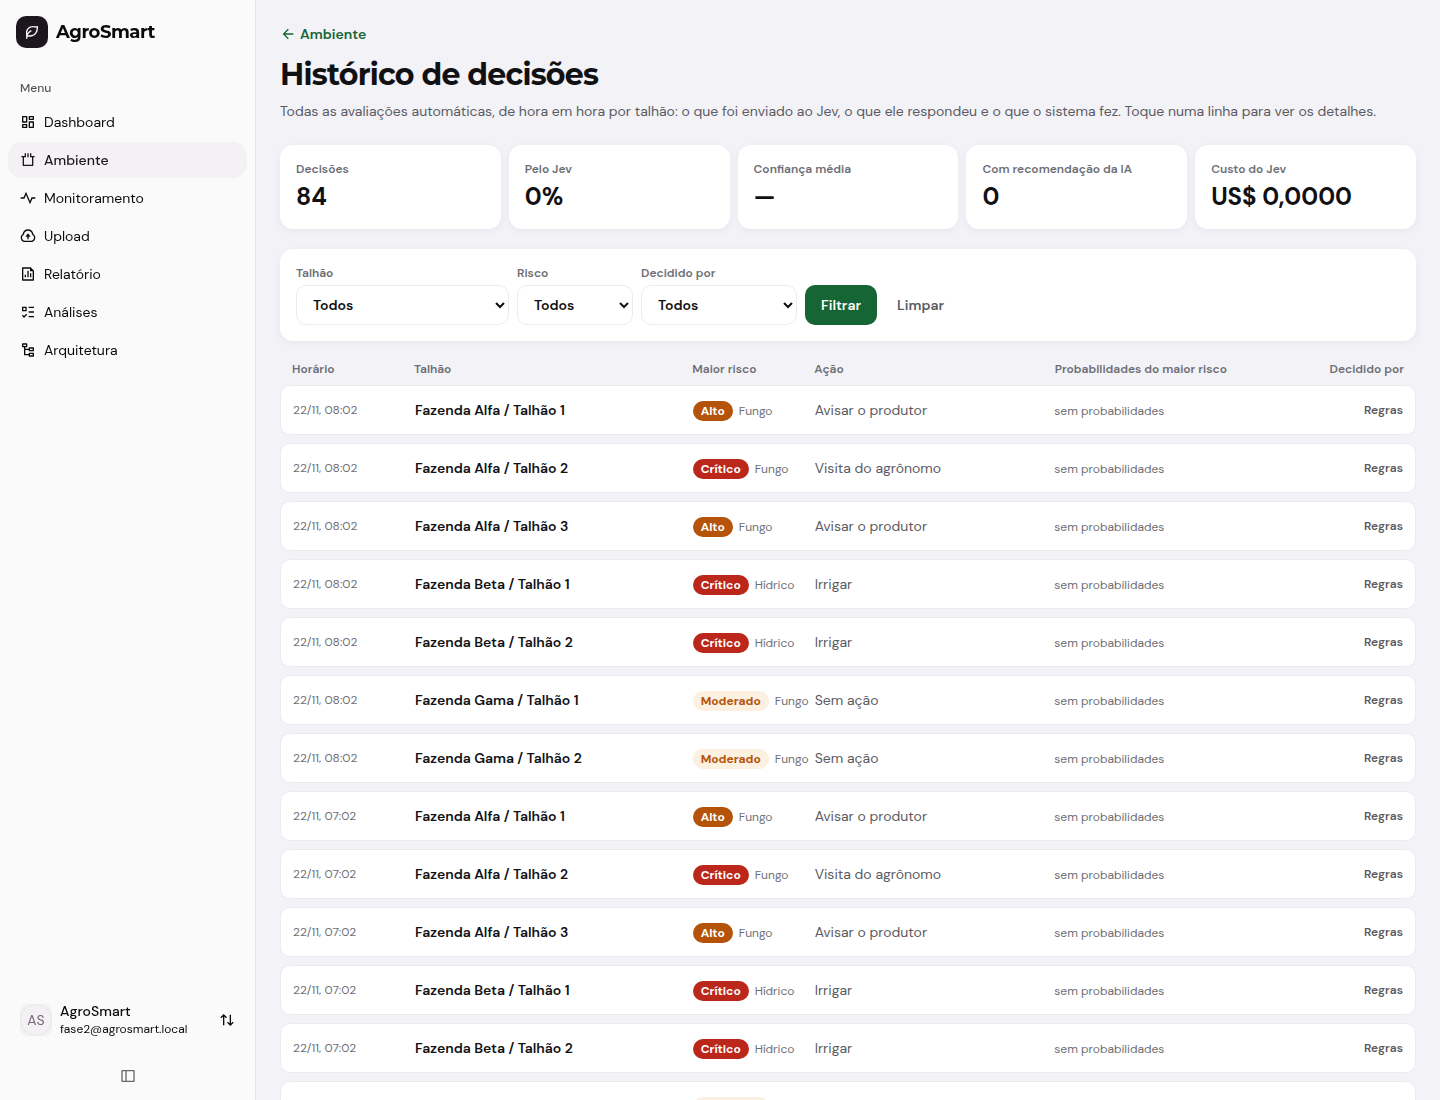 AgroSmart
Menu
Dashboard
Ambiente
Monitoramento
Upload
Relatório
Análises
Arquitetura
AS
AgroSmart
fase2@agrosmart.local
Ambiente
Histórico de decisões
Todas as avaliações automáticas, de hora em hora por talhão: o que foi enviado ao Jev, o que ele respondeu e o que o sistema fez. Toque numa linha para ver os detalhes.
Decisões
84
Pelo Jev
0%
Confiança média
—
Com recomendação da IA
0
Custo do Jev
US$ 0,0000
Talhão Risco Decidido por
Todos Todos Todos Filtrar Limpar
Horário Talhão Maior risco Ação Probabilidades do maior risco Decidido por
22/11, 08:02 Fazenda Alfa / Talhão 1 Alto Fungo Avisar o produtor sem probabilidades Regras
22/11, 08:02 Fazenda Alfa / Talhão 2 Crítico Fungo Visita do agrônomo sem probabilidades Regras
22/11, 08:02 Fazenda Alfa / Talhão 3 Alto Fungo Avisar o produtor sem probabilidades Regras
22/11, 08:02 Fazenda Beta / Talhão 1 Crítico Hídrico Irrigar sem probabilidades Regras
22/11, 08:02 Fazenda Beta / Talhão 2 Crítico Hídrico Irrigar sem probabilidades Regras
22/11, 08:02 Fazenda Gama / Talhão 1 Moderado Fungo Sem ação sem probabilidades Regras
22/11, 08:02 Fazenda Gama / Talhão 2 Moderado Fungo Sem ação sem probabilidades Regras
22/11, 07:02 Fazenda Alfa / Talhão 1 Alto Fungo Avisar o produtor sem probabilidades Regras
22/11, 07:02 Fazenda Alfa / Talhão 2 Crítico Fungo Visita do agrônomo sem probabilidades Regras
22/11, 07:02 Fazenda Alfa / Talhão 3 Alto Fungo Avisar o produtor sem probabilidades Regras
22/11, 07:02 Fazenda Beta / Talhão 1 Crítico Hídrico Irrigar sem probabilidades Regras
22/11, 07:02 Fazenda Beta / Talhão 2 Crítico Hídrico Irrigar sem probabilidades Regras